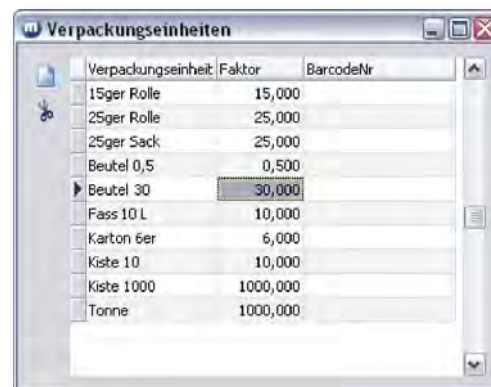 Verpackungseinheiten
Verpackungseinheit Faktor BarcodeNr
15ger Rolle 15,000
25ger Rolle 25,000
25ger Sack 25,000
Beutel 0,5 0,500
Beutel 30 30,000
Fass 10 L 10,000
Karton 6er 6,000
Kiste 10 10,000
Kiste 1000 1000,000
Tonne 1000,000